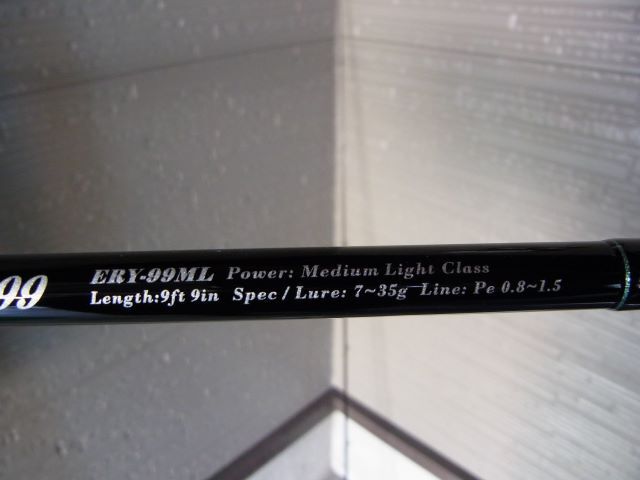 99
ERY-99ML Power: Medium Light Class
Length:9ft 9in Spec / Lure: 7~35g Line: Pe 0.8~1.5